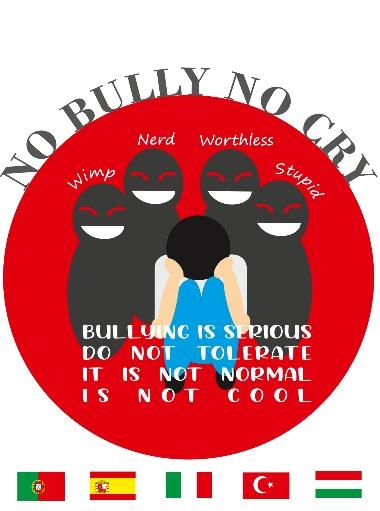 NO BULLY NO CRY
Nerd Worthless
Wimp Stupid
BULLYING IS SERIOUS
DO NOT TOLERATE
IT IS NOT NORMAL
IS NOT COOL